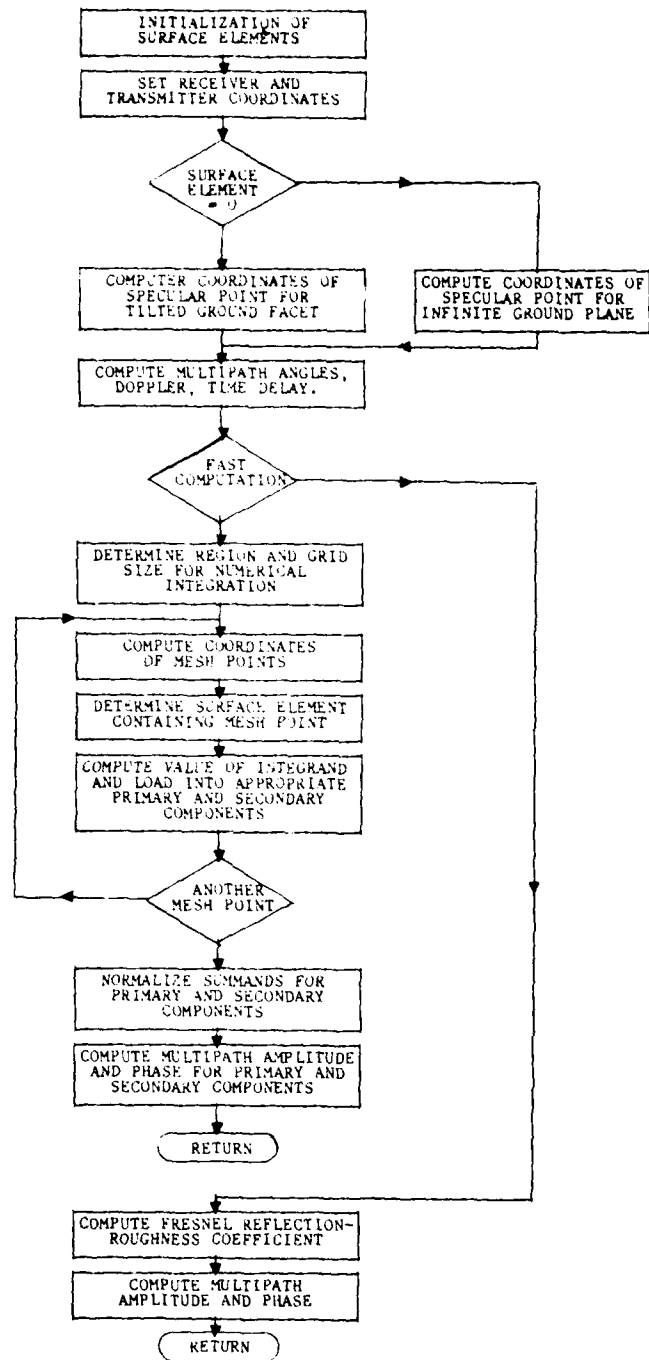 INITIALIZATION OF
SURFACE ELEMENTS
SET RECEIVER AND
TRANSMITTER COORDINATES
SURFACE
ELEMENT
= 0
COMPUTER COORDINATES OF
SPECULAR POINT FOR
TILTED GROUND FACET
COMPUTE COORDINATES OF
SPECULAR POINT FOR
INFINITE GROUND PLANE
COMPUTE MULTIPATH ANGLES,
DOPPLER, TIME DELAY.
FAST
COMPUTATION
DETERMINE REGION AND GRID
SIZE FOR NUMERICAL
INTEGRATION
COMPUTE COORDINATES
OF MESH POINTS
DETERMINE SURFACE ELEMENT
CONTAINING MESH POINT
COMPUTE VALUE OF INTEGRAND
AND LOAD INTO APPROPRIATE
PRIMARY AND SECONDARY
COMPONENTS
ANOTHER
MESH POINT
NORMALIZE SUMMANDS FOR
PRIMARY AND SECONDARY
COMPONENTS
COMPUTE MULTIPATH AMPLITUDE
AND PHASE FOR PRIMARY AND
SECONDARY COMPONENTS
RETURN
COMPUTE FRESNEL REFLECTION-
ROUGHNESS COEFFICIENT
COMPUTE MULTIPATH
AMPLITUDE AND PHASE
RETURN